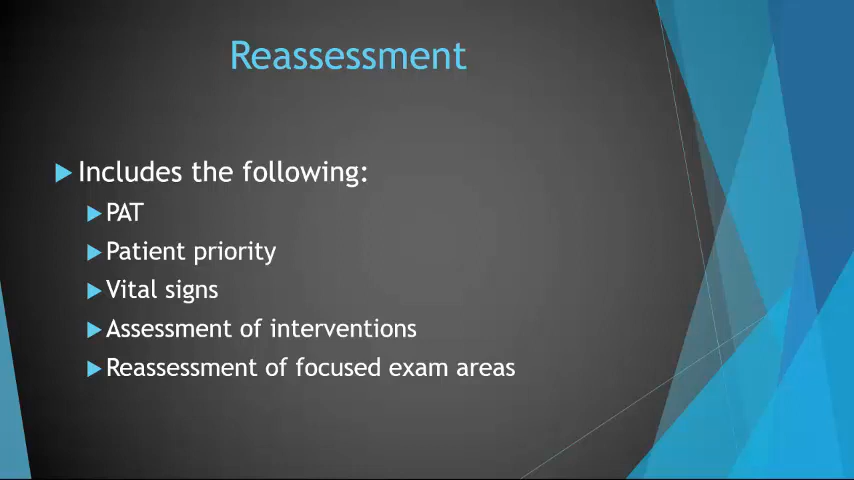 Reassessment
Includes the following:
PAT
Patient priority
Vital signs
Assessment of interventions
Reassessment of focused exam areas